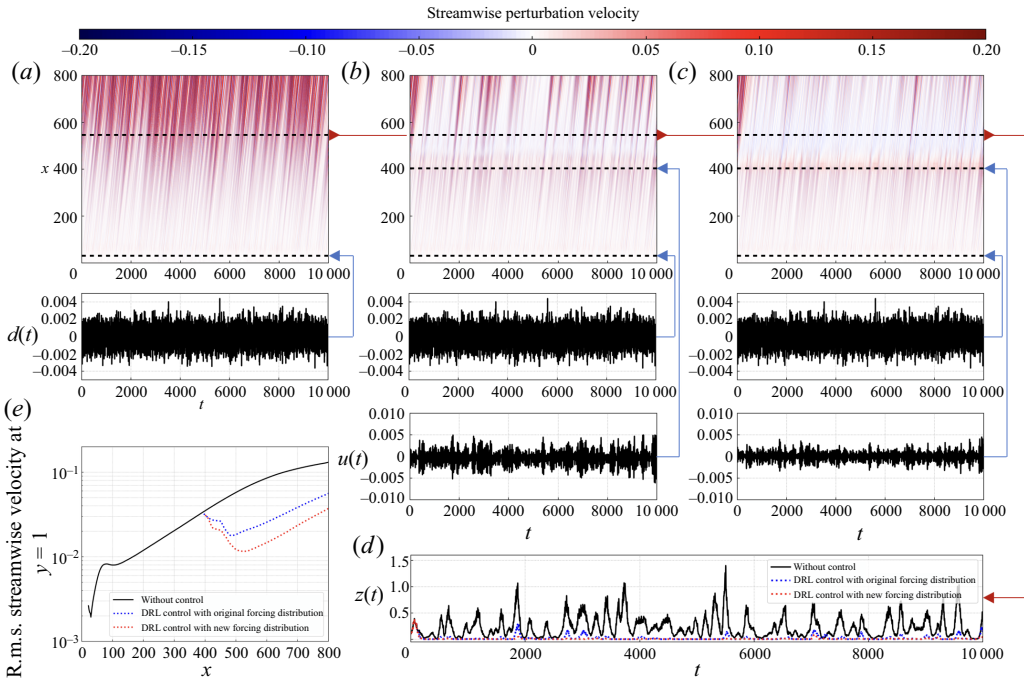 Streamwise perturbation velocity
−0.20 −0.15 −0.10 −0.05 0 0.05 0.10 0.15 0.20
(a) (b) (c)
800 800 800
600 600 600
x 400 400 400
200 200 200
0 2000 4000 6000 8000 10 000 0 2000 4000 6000 8000 10 000 0 2000 4000 6000 8000 10 000
0.004 0.004 0.004
0.002 0.002 0.002
d(t) 0 0 0
−0.002 −0.002 −0.002
0 2000 4000 6000 8000 10 000 0 2000 4000 6000 8000 10 000 0 2000 4000 6000 8000 10 000
t
0.010 0.010
0.005 0.005
u(t) 0 0
−0.005 −0.005
−0.010 −0.010
0 2000 4000 6000 8000 10 000 0 2000 4000 6000 8000 10 000
t t
(e)
R.m.s. streamwise velocity at
y = 1
10−1
10−2
10−3
Without control
DRL control with original forcing distribution
DRL control with new forcing distribution
0 100 200 300 400 500 600 700 800
x
(d)
z(t)
1.5
1.0
0.5
Without control
DRL control with original forcing distribution
DRL control with new forcing distribution
0 2000 4000 6000 8000 10 000
t